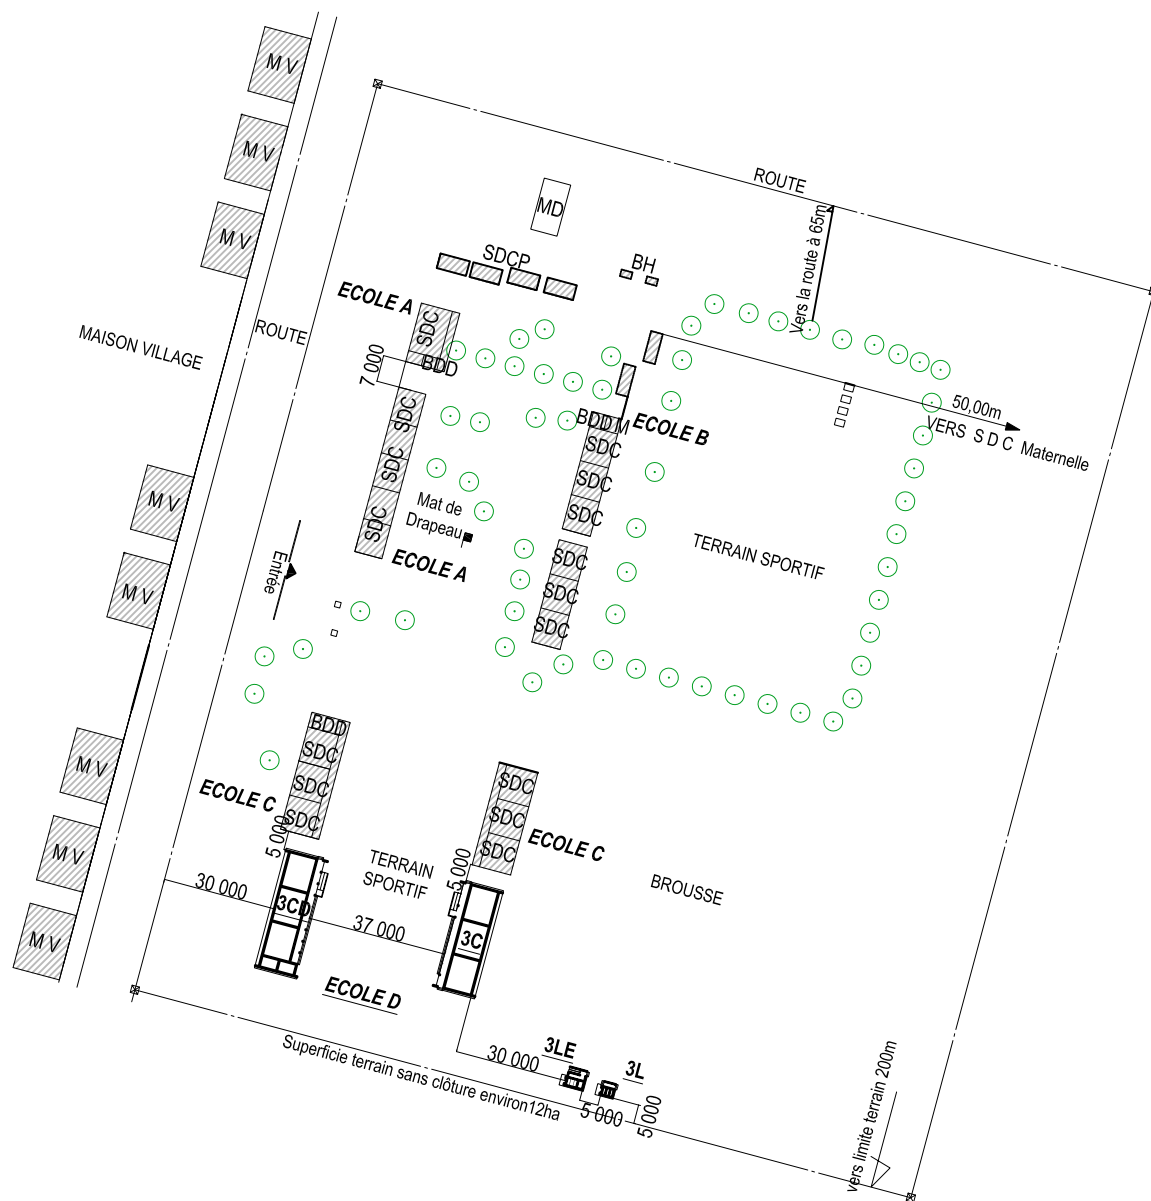 M V
M V
M V
MAISON VILLAGE
ROUTE
ROUTE
MD
SDCP
BH
Vers la route à 65m
ECOLE A
SDC
BDD
7 000
SDC
SDC
SDC
Mat de
Drapeau
ECOLE A
BDD M
ECOLE B
SDC
SDC
SDC
SDC
SDC
SDC
50,00m
VERS S D C Maternelle
TERRAIN SPORTIF
M V
M V
Entrée
M V
M V
M V
BDD
SDC
SDC
SDC
ECOLE C
5 000
SDC
SDC
SDC
ECOLE C
5 000
TERRAIN
SPORTIF
BROUSSE
30 000
3CD
37 000
3C
ECOLE D
Superficie terrain sans clôture environ12ha
30 000
3LE
3L
5 000
5 000
vers limite terrain 200m